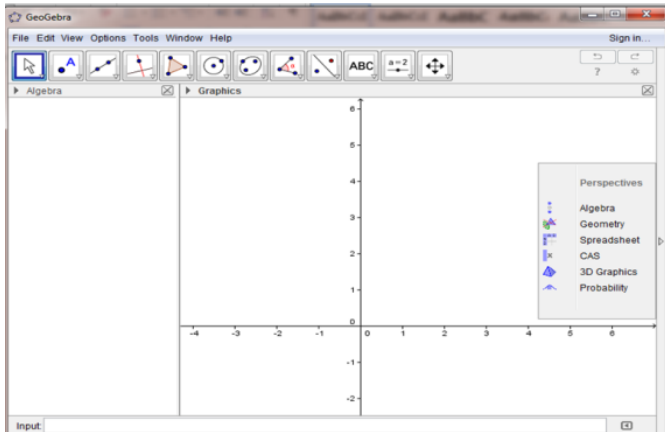 GeoGebra
File Edit View Options Tools Window Help Sign in...
A ABC a=2
?
Algebra Graphics
Perspectives
Algebra
Geometry
Spreadsheet
CAS
3D Graphics
Probability
6
5
4
3
2
1
0
-4 -3 -2 -1 0 1 2 3 4 5 6
-1
-2
Input: